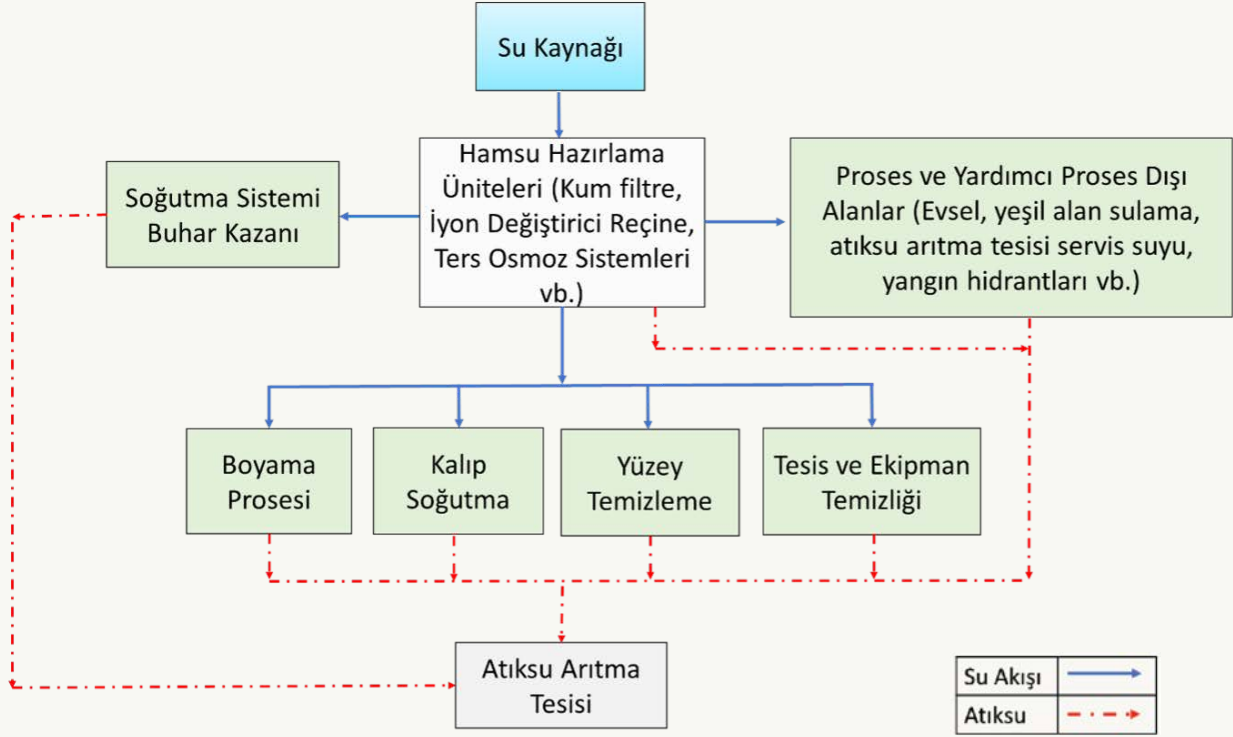 Su Kaynağı
Hamsu Hazırlama
Üniteleri (Kum filtre,
İyon Değiştirici Reçine,
Ters Osmoz Sistemleri
vb.)
Soğutma Sistemi
Buhar Kazanı
Proses ve Yardımcı Proses Dışı
Alanlar (Evsel, yeşil alan sulama,
atıksu arıtma tesisi servis suyu,
yangın hidrantları vb.)
Boyama
Prosesi
Kalıp
Soğutma
Yüzey
Temizleme
Tesis ve Ekipman
Temizliği
Atıksu Arıtma
Tesisi
Su Akışı
Atıksu